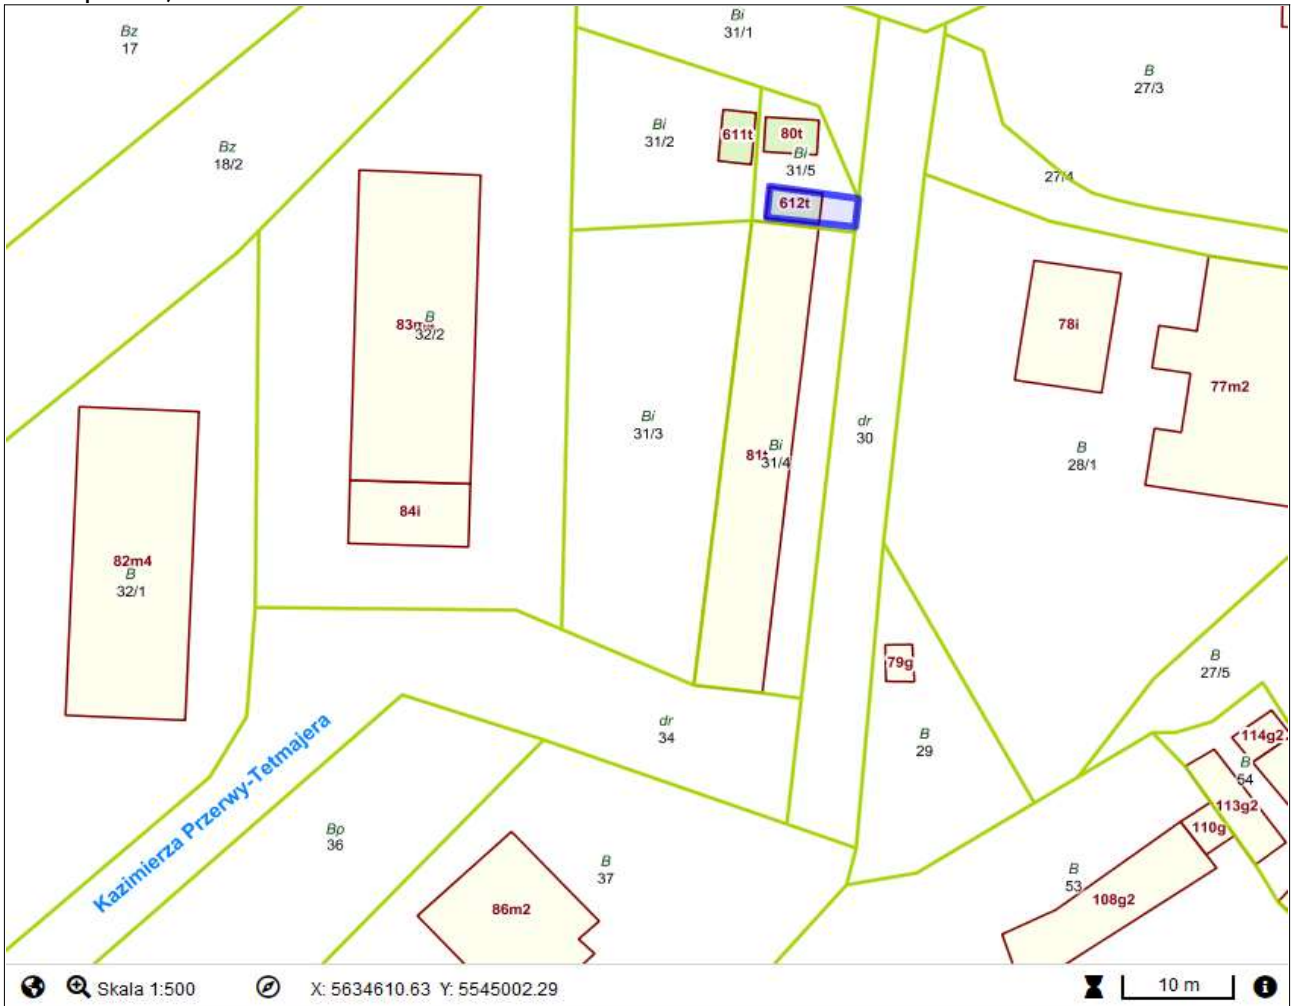 Bz
17
Bi
31/1
B
27/3
Bi
31/2
611t
80t
Bi
31/5
Bz
18/2
27/4
612t
B
83m
32/2
78i
77m2
Bi
31/3
dr
30
Bi
81t
31/4
B
28/1
84i
82m4
B
32/1
79g
B
27/5
dr
34
B
29
114g2
B
54
113g2
110g
Kazimierza Przerwy-Tetmajera
Bp
36
B
37
B
53
108g2
86m2
Skala 1:500
X: 5634610.63 Y: 5545002.29
10 m